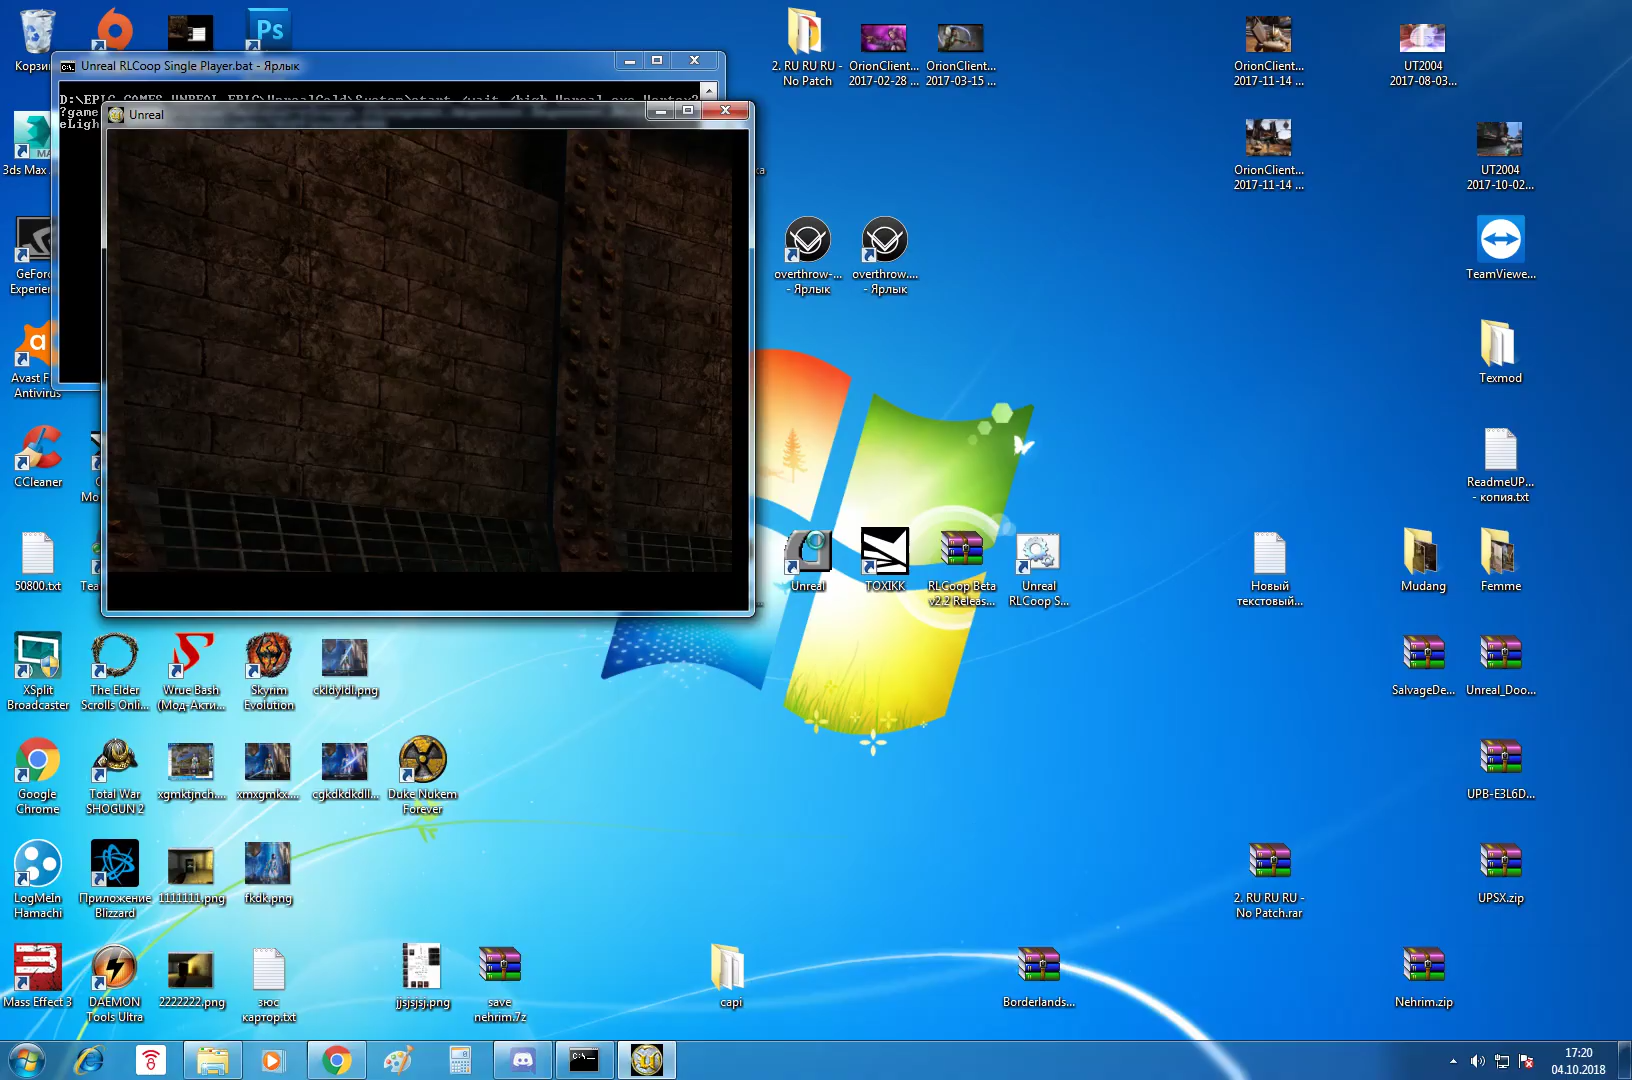 Unreal RLCoop Single Player.bat - Ярлык
Unreal
?game
eLigh
2. RU RU RU -
No Patch
OrionClient...
2017-02-28 ...
OrionClient...
2017-03-15 ...
OrionClient...
2017-11-14 ...
UT2004
2017-08-03...
3ds Max
OrionClient...
2017-11-14 ...
UT2004
2017-10-02...
overthrow-...
- Ярлык
overthrow....
- Ярлык
TeamViewe...
Texmod
Avast F
Antivirus
CCleaner
ReadmeUP...
- копия.txt
50800.txt
Unreal
TOXIKK
RLCoop Beta
v2.2 Releas...
Unreal
RLCoop S...
Новый
текстовый...
Mudang
Femme
XSplit
Broadcaster
The Elder
Scrolls Onli...
Wrye Bash
(Мод-Акти...
Skyrim
Evolution
ckldyldl.png
SalvageDe...
Unreal_Doo...
Google
Chrome
Total War
SHOGUN 2
xgmktjnch....
xmxgmkx....
cgkdkdkdll...
Duke Nukem
Forever
UPB-E3L6D...
LogMeIn
Hamachi
Приложение
Blizzard
1111111.png
fkdk.png
2. RU RU RU -
No Patch.rar
UPSX.zip
Mass Effect 3
DAEMON
Tools Ultra
2222222.png
зюс
картор.txt
jjsjsjsj.png
save
nehrim.7z
capi
Borderlands...
Nehrim.zip
17:20
04.10.2018